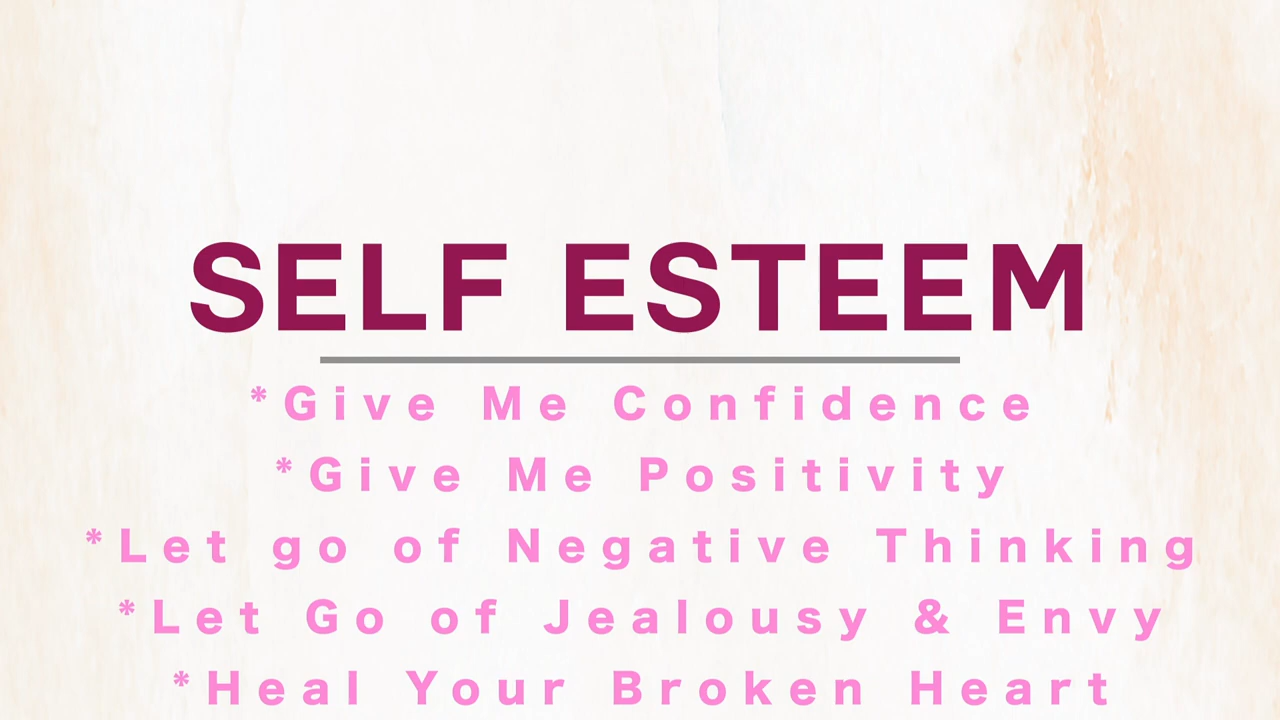 SELF ESTEEM
*Give Me Confidence
*Give Me Positivity
*Let go of Negative Thinking
*Let Go of Jealousy & Envy
*Heal Your Broken Heart